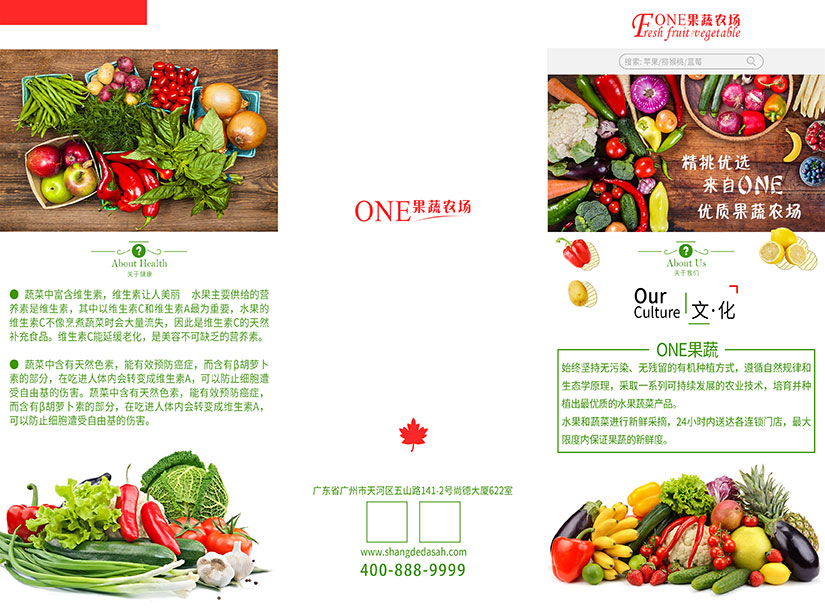 ?
About Health
关于健康
● 蔬菜中富含维生素，维生素让人美丽 水果主要供给的营
养素是维生素，其中以维生素C和维生素A最为重要，水果的
维生素C不像烹煮蔬菜时会大量流失，因此是维生素C的天然
补充食品。维生素C能延缓老化，是美容不可缺乏的营养素。
● 蔬菜中含有天然色素，能有效预防癌症，而含有β胡萝卜
素的部分，在吃进人体内会转变成维生素A，可以防止细胞遭
受自由基的伤害。蔬菜中含有天然色素，能有效预防癌症，
而含有β胡萝卜素的部分，在吃进人体内会转变成维生素A，
可以防止细胞遭受自由基的伤害。
ONE果蔬农场
广东省广州市天河区五山路141-2号尚德大厦622室
www.shangdedasah.com
400-888-9999
ONE果蔬农场
Fresh fruit/vegetable
搜索: 苹果/猕猴桃/蓝莓
精挑优选
来自ONE
优质果蔬农场
?
About Us
关于我们
Our
Culture
文·化
ONE果蔬
始终坚持无污染、无残留的有机种植方式，遵循自然规律和
生态学原理，采取一系列可持续发展的农业技术，培育并种
植出最优质的水果蔬菜产品。
水果和蔬菜进行新鲜采摘，24小时内送达各连锁门店，最大
限度内保证果蔬的新鲜度。